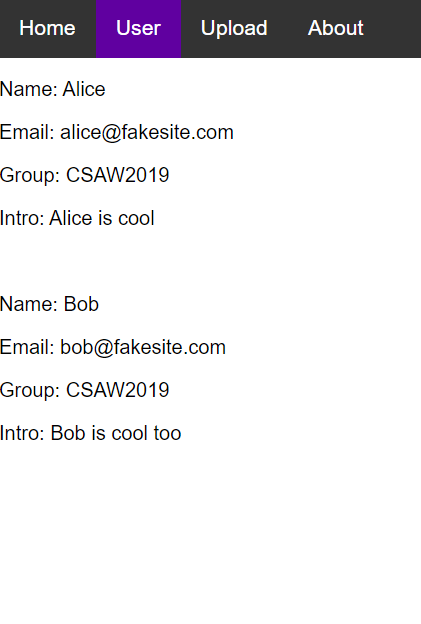 Home User Upload About
Name: Alice
Email: alice@fakesite.com
Group: CSAW2019
Intro: Alice is cool
Name: Bob
Email: bob@fakesite.com
Group: CSAW2019
Intro: Bob is cool too